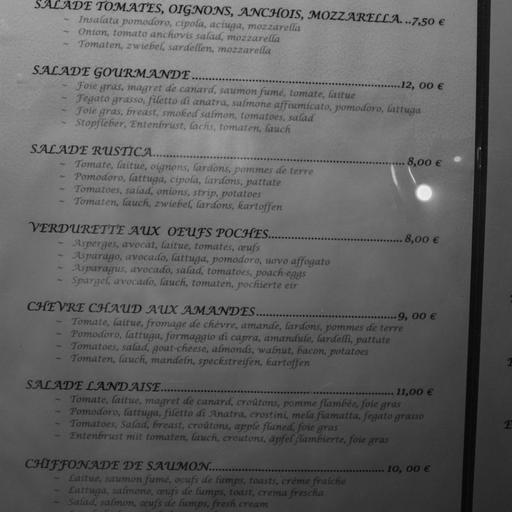 SALADE TOMATES, OIGNONS, ANCHOIS, MOZZARELLA...7,50 €
~ Insalata pomodoro, cipola, aciuga, mozzarella
~ Onion, tomato anchovis salad, mozzarella
~ Tomaten, zwiebel, sardellen, mozzarella
SALADE GOURMANDE...12, 00 €
~ Foie gras, magret de canard, saumon fumé, tomate, laitue
~ Fegato grasso, filetto di anatra, salmone affiumicato, pomodoro, lattuga
~ Foie gras, breast, smoked salmon, tomatoes, salad
~ Stopfleber, Entenbrust, lachs, tomaten, lauch
SALADE RUSTICA...8,00 €
~ Tomate, laitue, oignons, lardons, pommes de terre
~ Pomodoro, lattuga, cipola, lardons, pattate
~ Tomatoes, salad, onions, strip, potatoes
~ Tomaten, lauch, zwiebel, lardons, kartoffen
VERDURETTE AUX OEUFS POCHES...8,00 €
~ Asperges, avocat, laitue, tomates, œufs
~ Asparago, avocado, lattuga, pomodoro, uovo affogato
~ Asparagus, avocado, salad, tomatoes, poach-eggs
~ Spargel, avocado, lauch, tomaten, pochierte eir
CHEVRE CHAUD AUX AMANDES...9, 00 €
~ Tomate, laitue, fromage de chèvre, amande, lardons, pommes de terre
~ Pomodoro, lattuga, formaggio di capra, amandule, lardelli, pattate
~ Tomatoes, salad, goat-cheese, almonds, walnut, bacon, potatoes
~ Tomaten, lauch, mandeln, speckstreifen, kartoffen
SALADE LANDAISE...11,00 €
~ Tomate, laitue, magret de canard, croûtons, pomme flambée, foie gras
~ Pomodoro, lattuga, filetto di Anatra, crostini, mela fiamatta, fegato grasso
~ Tomatoes, Salad, breast, croûtons, apple flaned, foie gras
~ Entenbrust mit tomaten, lauch, croutons, äpfel flambierte, foie gras
CHIFFONADE DE SAUMON...10, 00 €
~ Laitue, saumon fumé, œufs de lumps, toasts, crème fraîche
~ Lattuga, salmone, œufs de lumps, toast, crema frescha
~ Salad, salmon, œufs de lumps, fresh cream